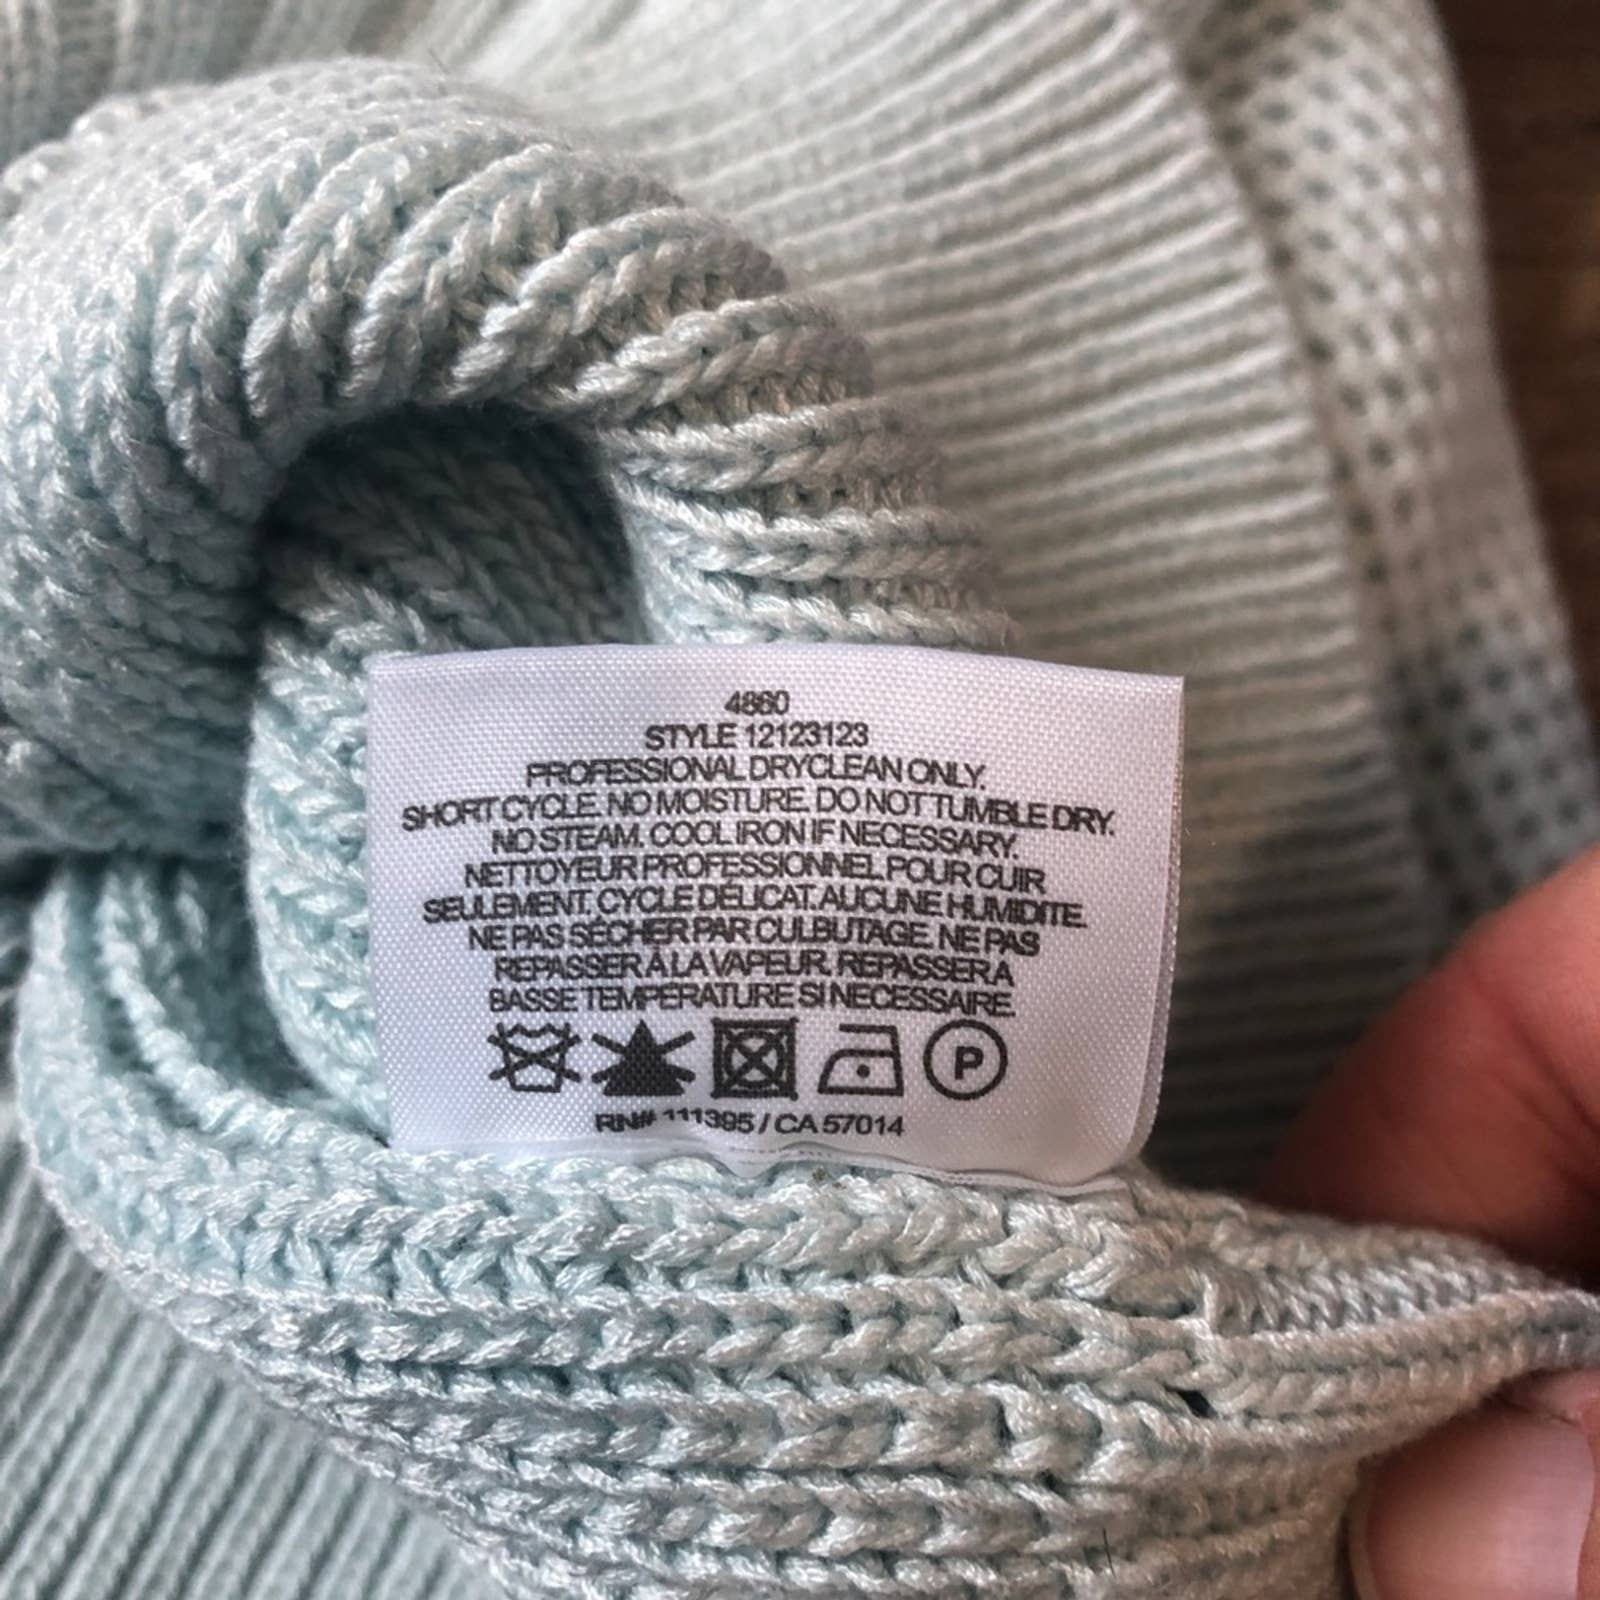 4860
STYLE 12123123
PROFESSIONAL DRYCLEAN ONLY.
SHORT CYCLE. NO MOISTURE. DO NOT TUMBLE DRY.
NO STEAM. COOL IRON IF NECESSARY.
NETTOYEUR PROFESSIONNEL POUR CUIR
SEULEMENT. CYCLE DÉLICAT. AUCUNE HUMIDITE.
NE PAS SÉCHER PAR CULBUTAGE. NE PAS
REPASSER À LA VAPEUR. REPASSER A
BASSE TEMPÉRATURE SI NECESSAIRE.
P
RN# 111395 / CA 57014